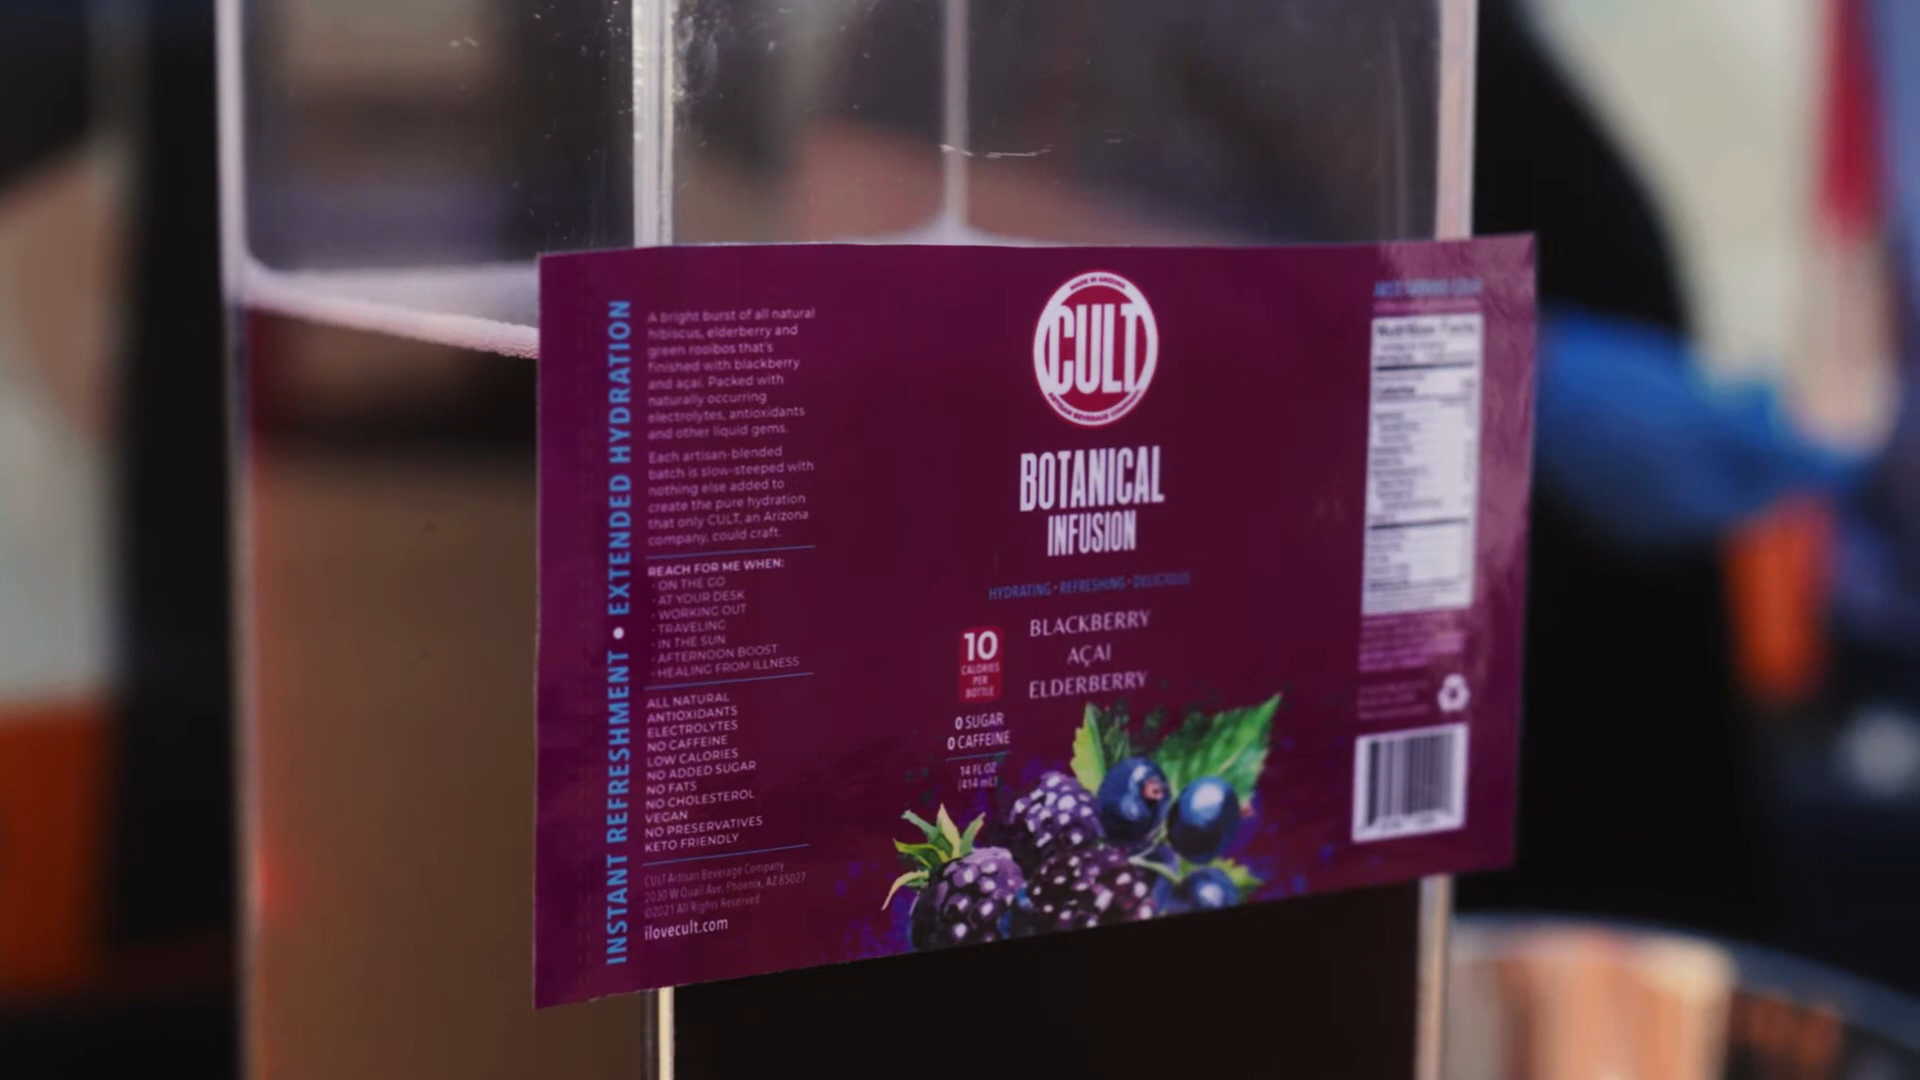 INSTANT REFRESHMENT • EXTENDED HYDRATION
A bright burst of all natural
hibiscus, elderberry and
green rooibos that's
finished with blackberry
and açai. Packed with
naturally occurring
electrolytes, antioxidants
and other liquid gems.
Each artisan-blended
batch is slow-steeped with
nothing else added to
create the pure hydration
that only CULT, an Arizona
company, could craft.
REACH FOR ME WHEN:
· ON THE GO
· AT YOUR DESK
· WORKING OUT
· TRAVELING
· IN THE SUN
· AFTERNOON BOOST
· HEALING FROM ILLNESS
ALL NATURAL
ANTIOXIDANTS
ELECTROLYTES
NO CAFFEINE
LOW CALORIES
NO ADDED SUGAR
NO FATS
NO CHOLESTEROL
VEGAN
NO PRESERVATIVES
KETO FRIENDLY
CULT Artisan Beverage Company
2030 W Quail Ave, Phoenix, AZ 85027
©2021 All Rights Reserved
ilovecult.com
MADE IN ARIZONA
CULT
ARTISAN BEVERAGE COMPANY
BOTANICAL
INFUSION
HYDRATING • REFRESHING • DELICIOUS
BLACKBERRY
AÇAI
ELDERBERRY
10
CALORIES
PER
BOTTLE
0 SUGAR
0 CAFFEINE
14 FL OZ
(414 mL)
Nutrition Facts